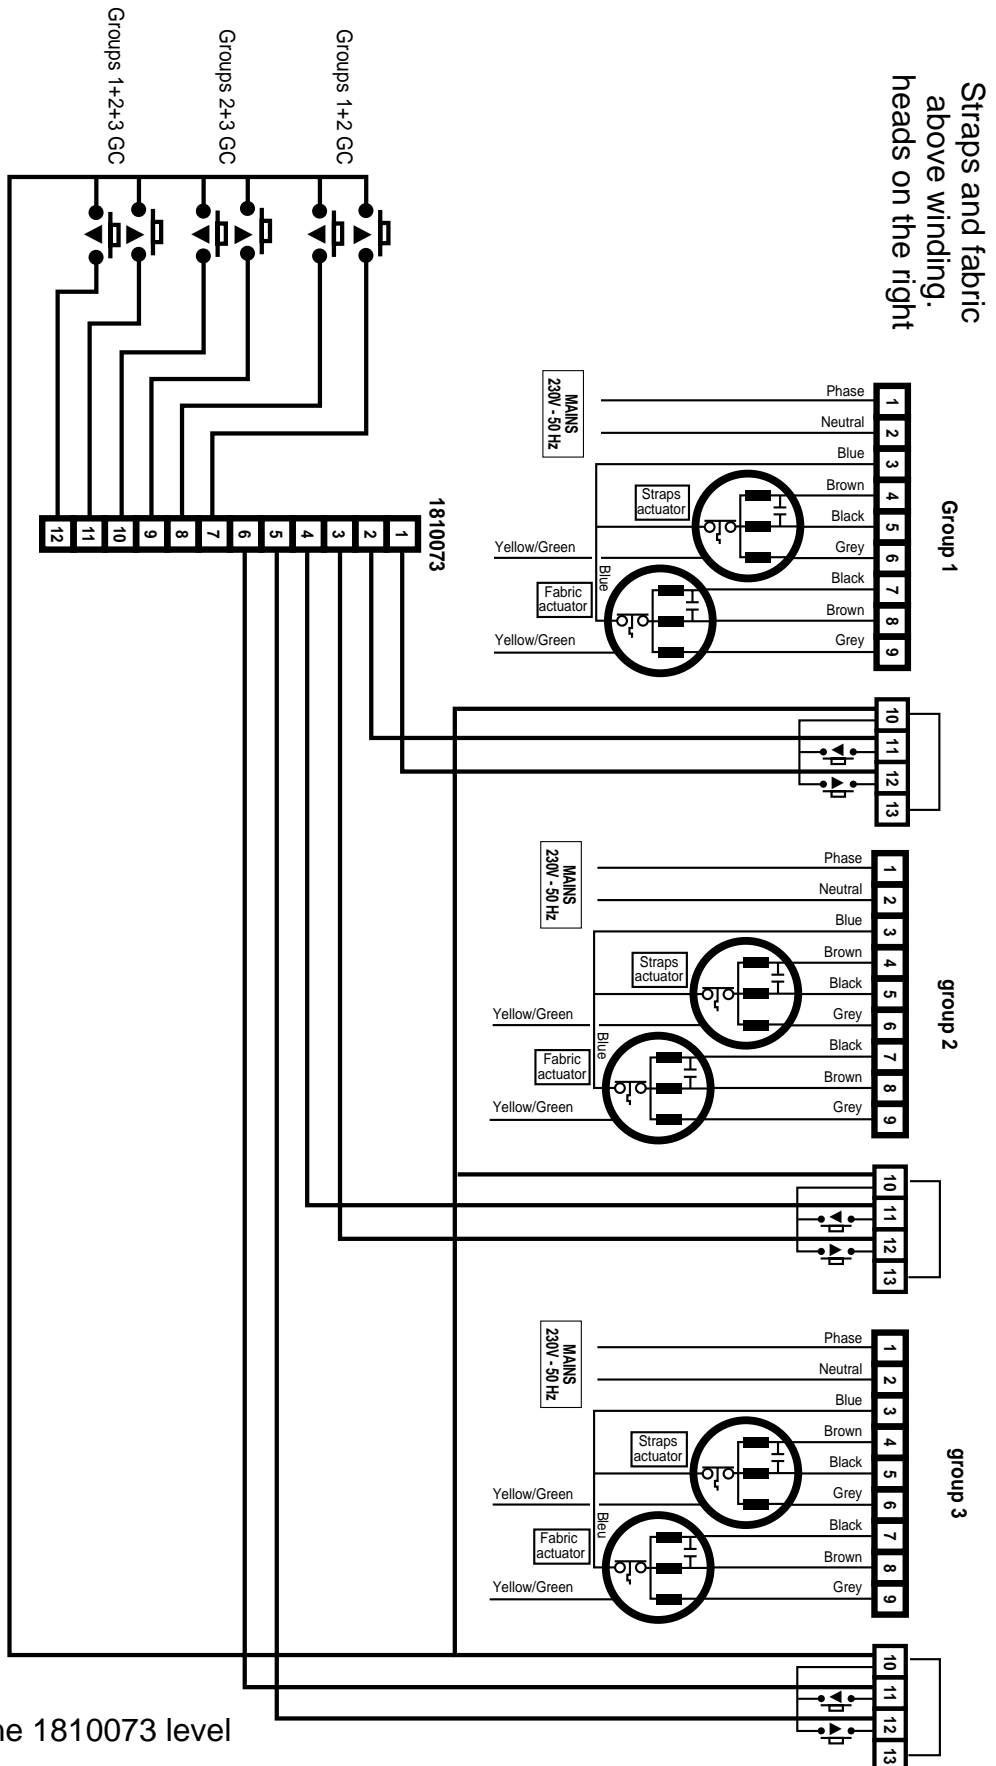 Straps and fabric
above winding.
heads on the right
Group 1
1
2
3
4
5
6
7
8
9
Phase
Neutral
Blue
Brown
Black
Grey
Black
Brown
Grey
MAINS
230V - 50 Hz
Straps
actuator
Yellow/Green
Blue
Fabric
actuator
Yellow/Green
10
11
12
13
group 2
1
2
3
4
5
6
7
8
9
Phase
Neutral
Blue
Brown
Black
Grey
Black
Brown
Grey
MAINS
230V - 50 Hz
Straps
actuator
Yellow/Green
Blue
Fabric
actuator
Yellow/Green
10
11
12
13
group 3
1
2
3
4
5
6
7
8
9
Phase
Neutral
Blue
Brown
Black
Grey
Black
Brown
Grey
MAINS
230V - 50 Hz
Straps
actuator
Yellow/Green
Bleu
Fabric
actuator
Yellow/Green
10
11
12
13
1810073
1
2
3
4
5
6
7
8
9
10
11
12
Groups 1+2 GC
Groups 2+3 GC
Groups 1+2+3 GC
ne 1810073 level